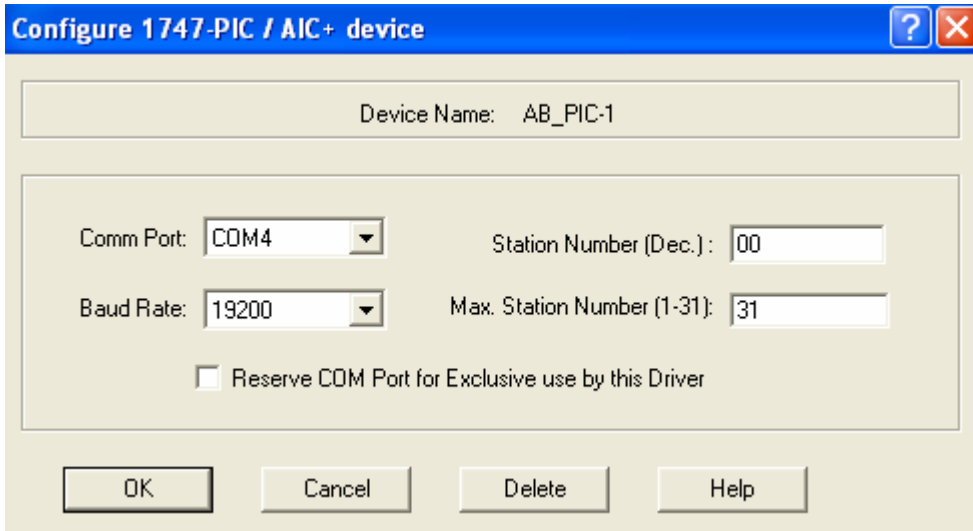 Configure 1747-PIC / AIC+ device
Device Name: AB_PIC-1
Comm Port: COM4 Station Number (Dec.) : 00
Baud Rate: 19200 Max. Station Number (1-31): 31
Reserve COM Port for Exclusive use by this Driver
OK Cancel Delete Help